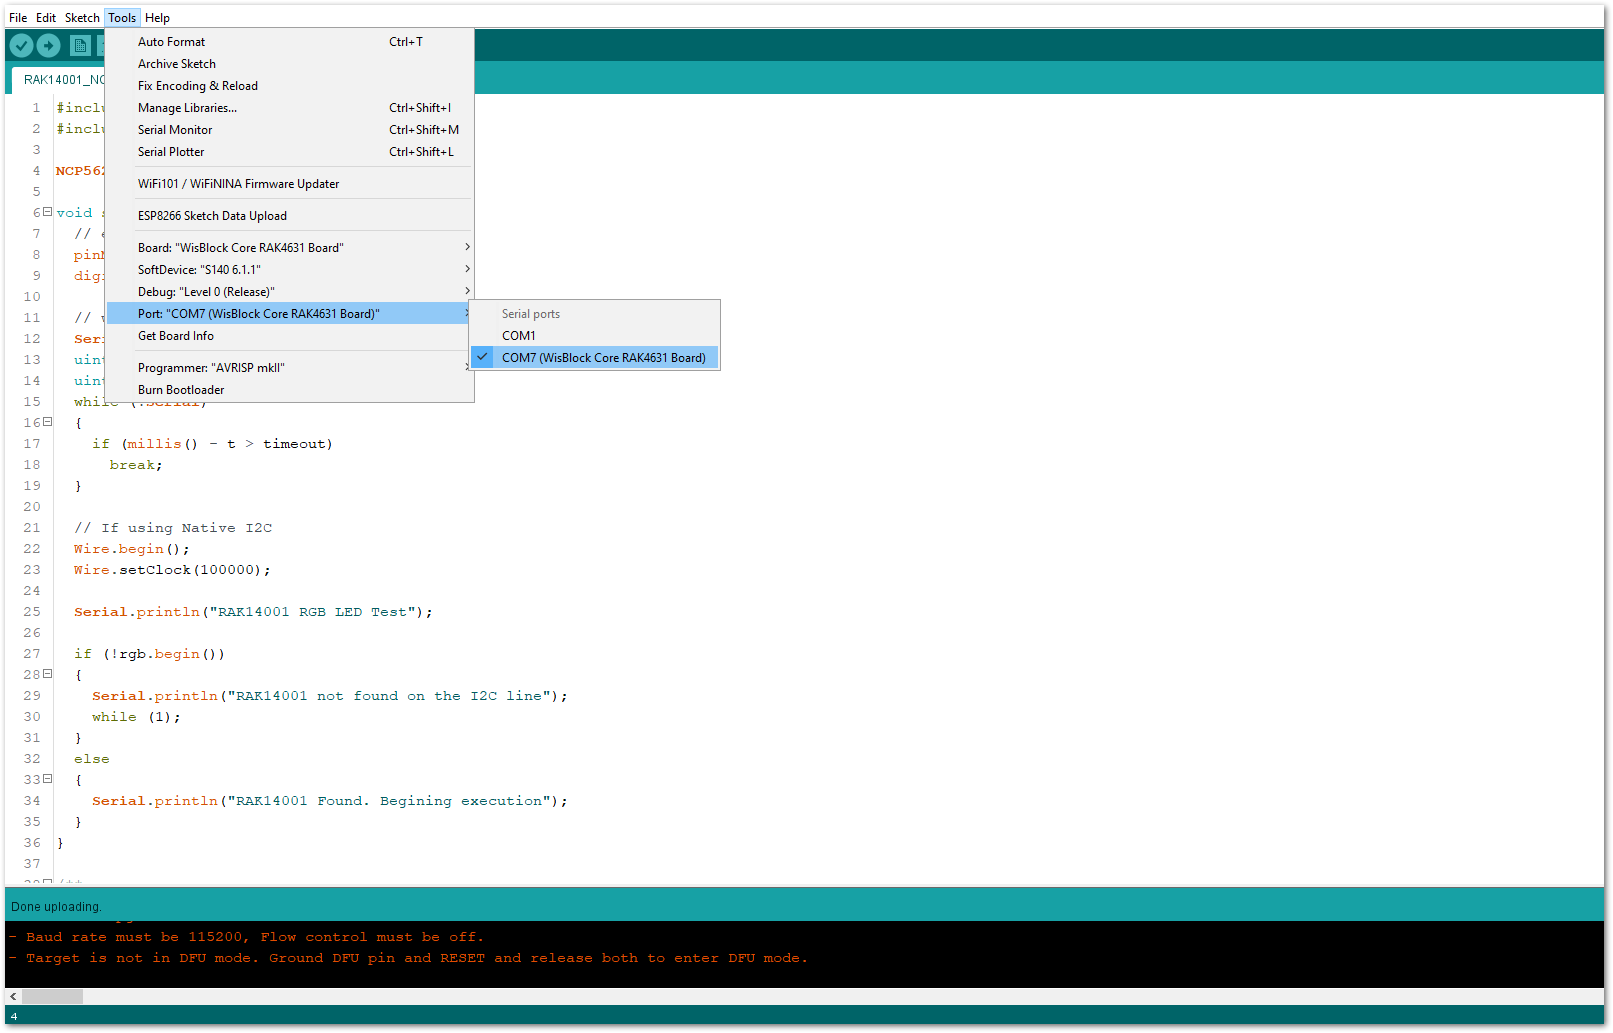 File Edit Sketch Tools Help
Auto Format Ctrl+T
Archive Sketch
Fix Encoding & Reload
Manage Libraries... Ctrl+Shift+I
Serial Monitor Ctrl+Shift+M
Serial Plotter Ctrl+Shift+L
WiFi101 / WiFiNINA Firmware Updater
ESP8266 Sketch Data Upload
Board: "WisBlock Core RAK4631 Board"
SoftDevice: "S140 6.1.1"
Debug: "Level 0 (Release)"
Port: "COM7 (WisBlock Core RAK4631 Board)"
Get Board Info
Programmer: "AVRISP mkII"
Burn Bootloader
Serial ports
COM1
COM7 (WisBlock Core RAK4631 Board)
RAK14001_NC
1 #inclu
2 #inclu
3
4 NCP562
5
6 void s
7 //
8 pinM
9 digi
10
11 //
12 Seri
13 uint
14 uint
15 while (!Serial)
16 {
17 if (millis() - t > timeout)
18 break;
19 }
20
21 // If using Native I2C
22 Wire.begin();
23 Wire.setClock(100000);
24
25 Serial.println("RAK14001 RGB LED Test");
26
27 if (!rgb.begin())
28 {
29 Serial.println("RAK14001 not found on the I2C line");
30 while (1);
31 }
32 else
33 {
34 Serial.println("RAK14001 Found. Begining execution");
35 }
36 }
37
38 /**
Done uploading.
- Baud rate must be 115200, Flow control must be off.
- Target is not in DFU mode. Ground DFU pin and RESET and release both to enter DFU mode.
4